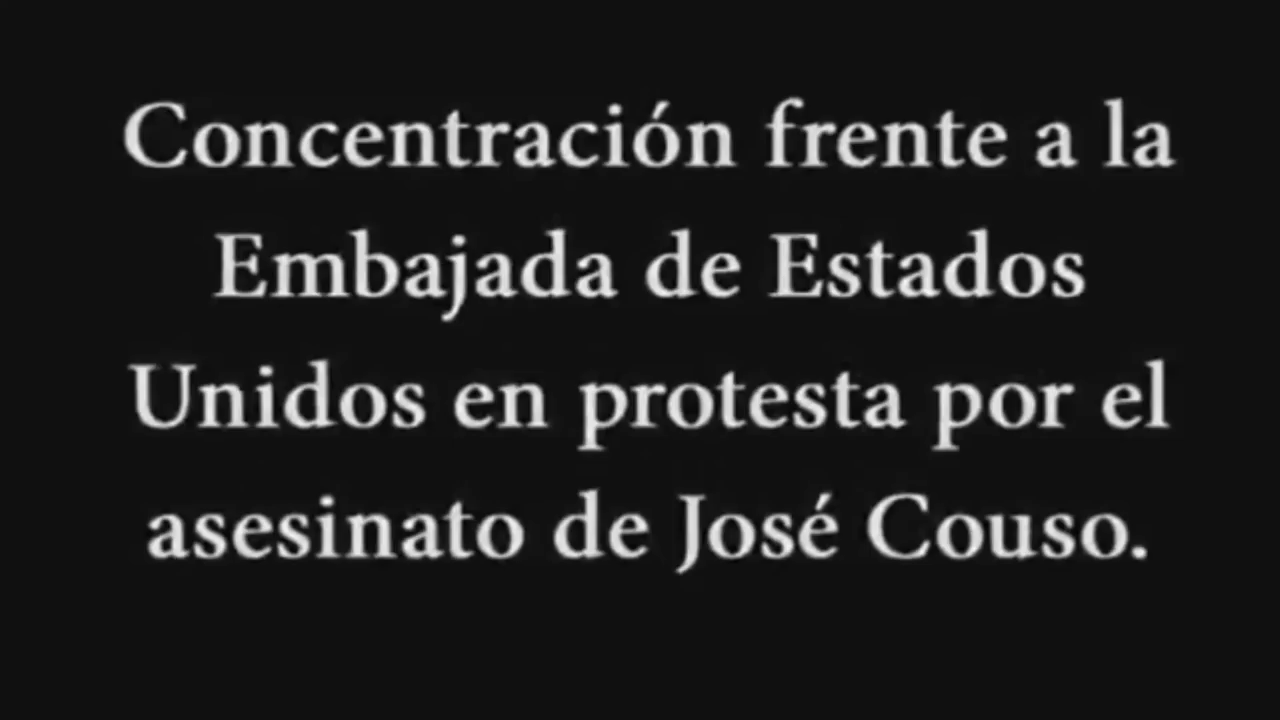 Concentración frente a la
Embajada de Estados
Unidos en protesta por el
asesinato de José Couso.